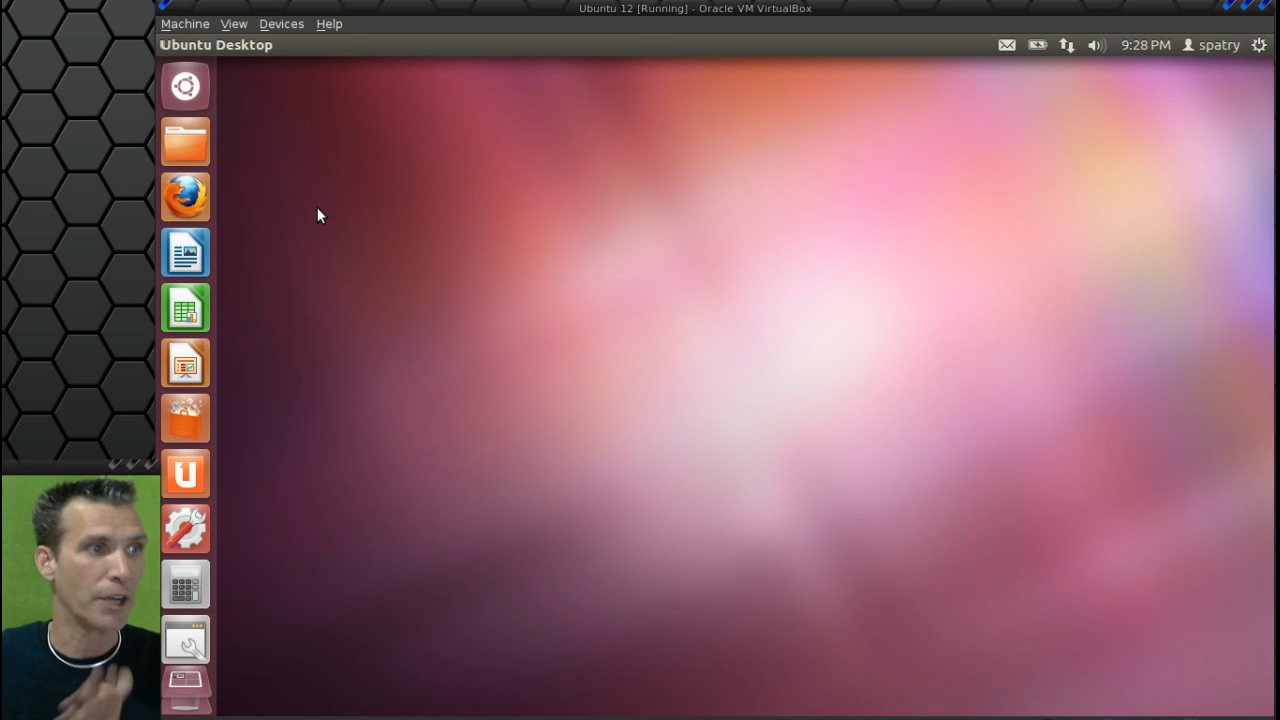 Ubuntu 12 [Running] - Oracle VM VirtualBox
Machine View Devices Help
Ubuntu Desktop 9:28 PM spatry